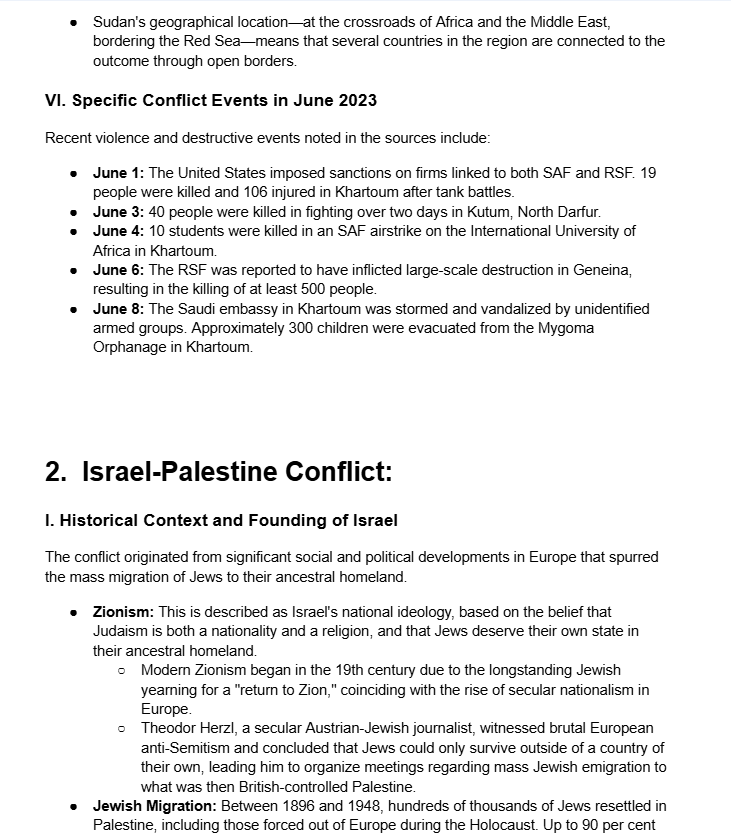 ● Sudan's geographical location—at the crossroads of Africa and the Middle East,
bordering the Red Sea—means that several countries in the region are connected to the
outcome through open borders.
VI. Specific Conflict Events in June 2023
Recent violence and destructive events noted in the sources include:
● June 1: The United States imposed sanctions on firms linked to both SAF and RSF. 19
people were killed and 106 injured in Khartoum after tank battles.
● June 3: 40 people were killed in fighting over two days in Kutum, North Darfur.
● June 4: 10 students were killed in an SAF airstrike on the International University of
Africa in Khartoum.
● June 6: The RSF was reported to have inflicted large-scale destruction in Geneina,
resulting in the killing of at least 500 people.
● June 8: The Saudi embassy in Khartoum was stormed and vandalized by unidentified
armed groups. Approximately 300 children were evacuated from the Mygoma
Orphanage in Khartoum.
2. Israel-Palestine Conflict:
I. Historical Context and Founding of Israel
The conflict originated from significant social and political developments in Europe that spurred
the mass migration of Jews to their ancestral homeland.
● Zionism: This is described as Israel's national ideology, based on the belief that
Judaism is both a nationality and a religion, and that Jews deserve their own state in
their ancestral homeland.
○ Modern Zionism began in the 19th century due to the longstanding Jewish
yearning for a "return to Zion," coinciding with the rise of secular nationalism in
Europe.
○ Theodor Herzl, a secular Austrian-Jewish journalist, witnessed brutal European
anti-Semitism and concluded that Jews could only survive outside of a country of
their own, leading him to organize meetings regarding mass Jewish emigration to
what was then British-controlled Palestine.
● Jewish Migration: Between 1896 and 1948, hundreds of thousands of Jews resettled in
Palestine, including those forced out of Europe during the Holocaust. Up to 90 per cent